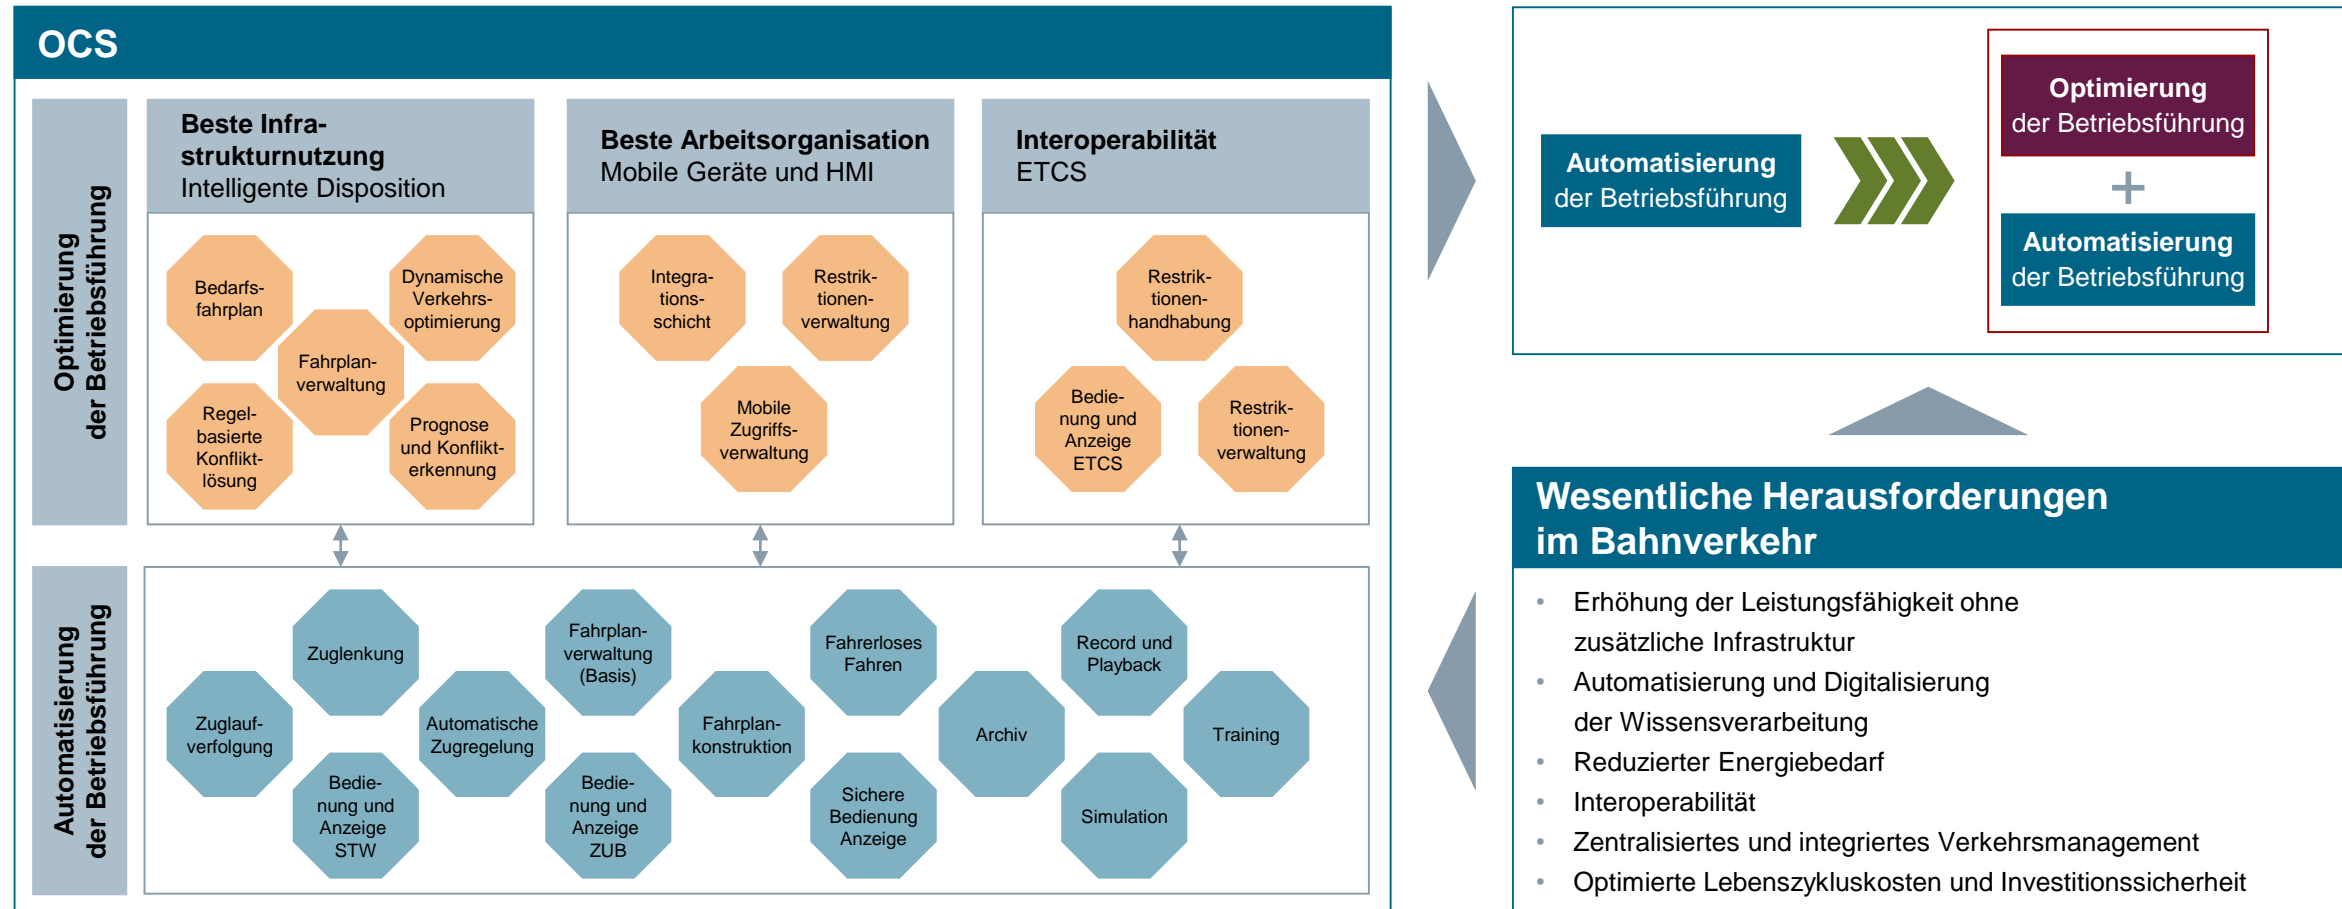 OCS
Optimierung
der Betriebsführung
Beste Infra-
strukturnutzung
Intelligente Disposition
Bedarfs-
fahrplan
Dynamische
Verkehrs-
optimierung
Fahrplan-
verwaltung
Regel-
basierte
Konflikt-
lösung
Prognose
und Konflikt-
erkennung
Beste Arbeitsorganisation
Mobile Geräte und HMI
Integra-
tions-
schicht
Restrik-
tionen-
verwaltung
Mobile
Zugriffs-
verwaltung
Interoperabilität
ETCS
Restrik-
tionen-
handhabung
Bedie-
nung und
Anzeige
ETCS
Restrik-
tionen-
verwaltung
Automatisierung
der Betriebsführung
Zuglauf-
verfolgung
Zuglenkung
Bedie-
nung und
Anzeige
STW
Automatische
Zugregelung
Fahrplan-
verwaltung
(Basis)
Bedie-
nung und
Anzeige
ZUB
Fahrplan-
konstruktion
Fahrerloses
Fahren
Sichere
Bedienung
Anzeige
Archiv
Record und
Playback
Simulation
Training
Automatisierung
der Betriebsführung
Optimierung
der Betriebsführung
+
Automatisierung
der Betriebsführung
Wesentliche Herausforderungen
im Bahnverkehr
• Erhöhung der Leistungsfähigkeit ohne
zusätzliche Infrastruktur
• Automatisierung und Digitalisierung
der Wissensverarbeitung
• Reduzierter Energiebedarf
• Interoperabilität
• Zentralisiertes und integriertes Verkehrsmanagement
• Optimierte Lebenszykluskosten und Investitionssicherheit